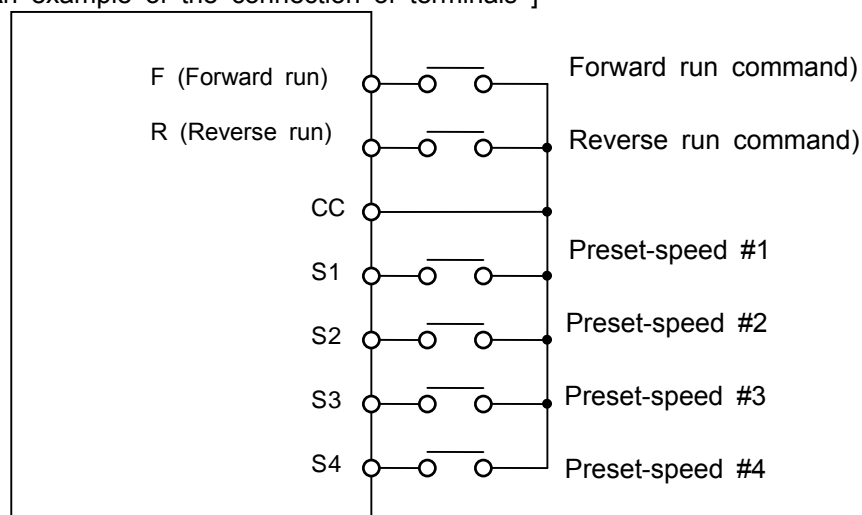 an example of the connection of terminals ]
F (Forward run)
Forward run command)
R (Reverse run)
Reverse run command)
CC
S1
Preset-speed #1
S2
Preset-speed #2
S3
Preset-speed #3
S4
Preset-speed #4